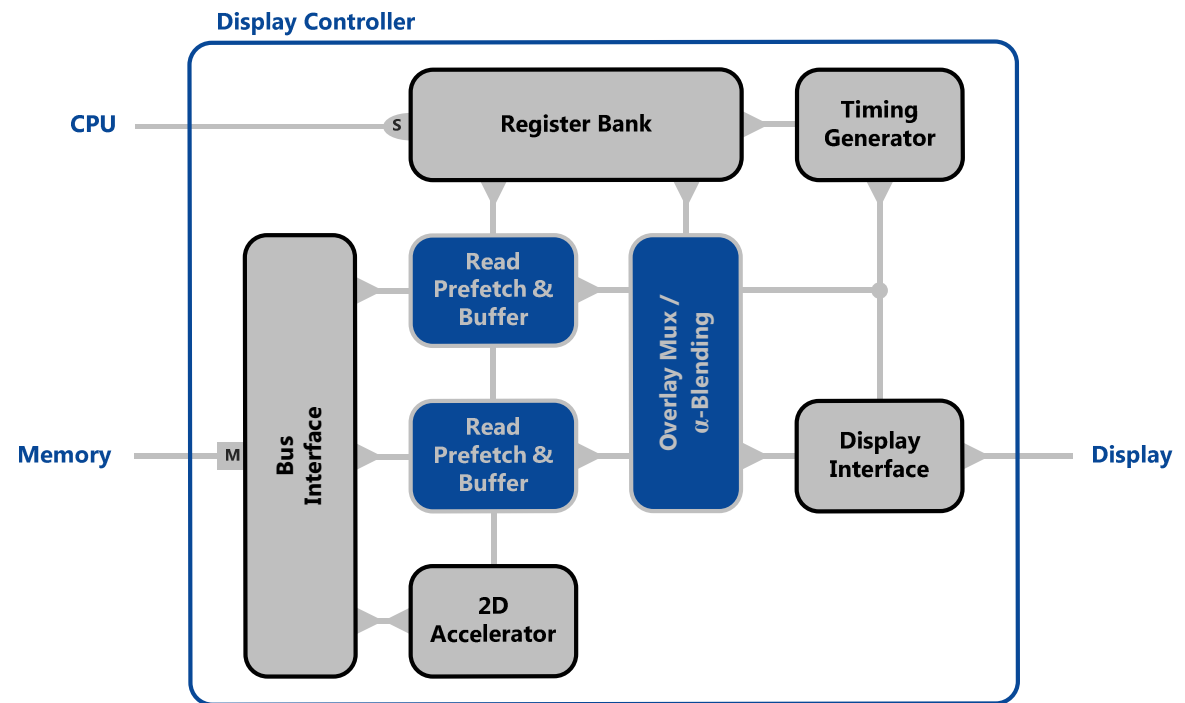 Display Controller
CPU
S
Register Bank
Timing
Generator
Read
Prefetch &
Buffer
Overlay Mux /
α-Blending
Memory
M
Bus
Interface
Read
Prefetch &
Buffer
Display
Interface
Display
2D
Accelerator